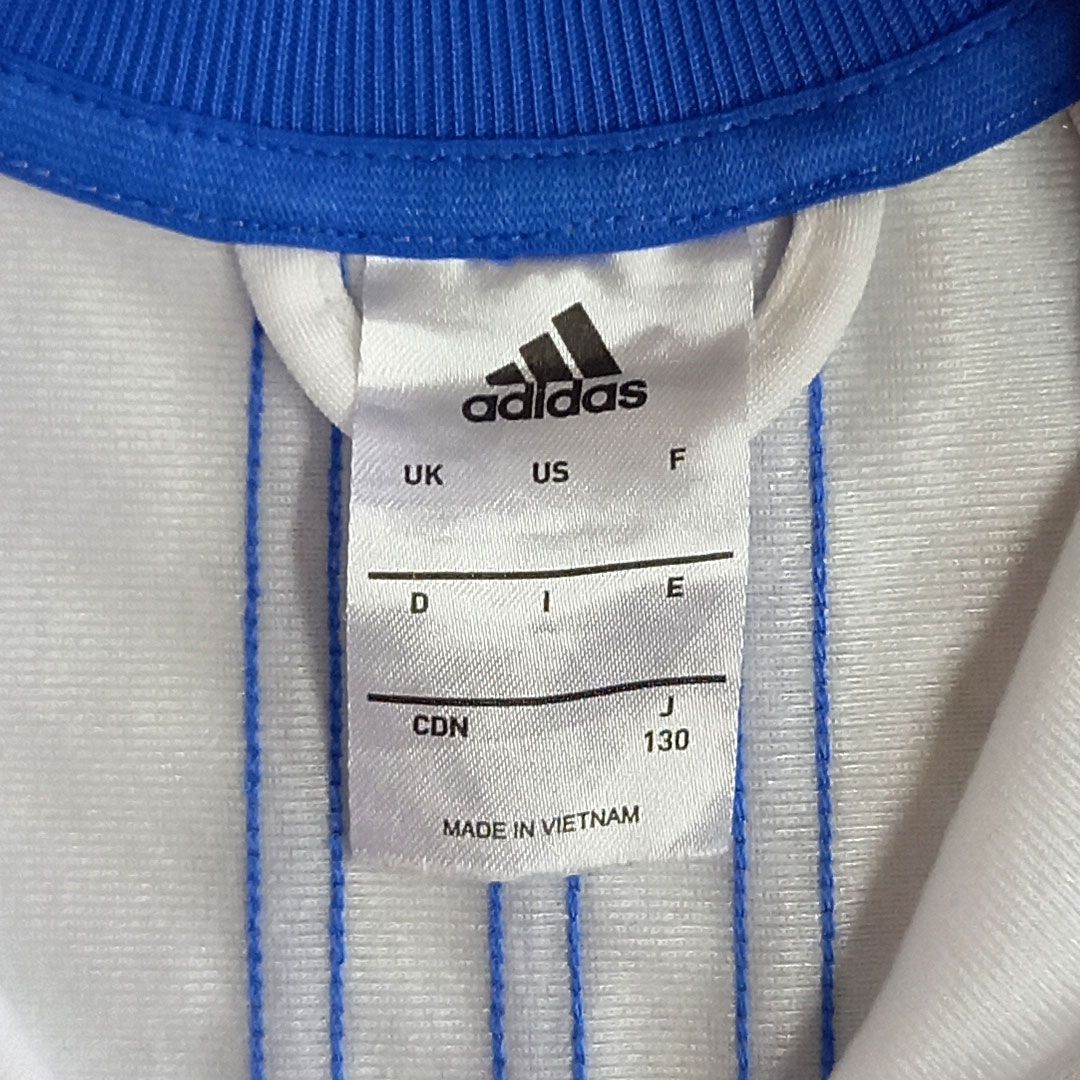 adidas
UK US F
D I E
CDN J
130
MADE IN VIETNAM